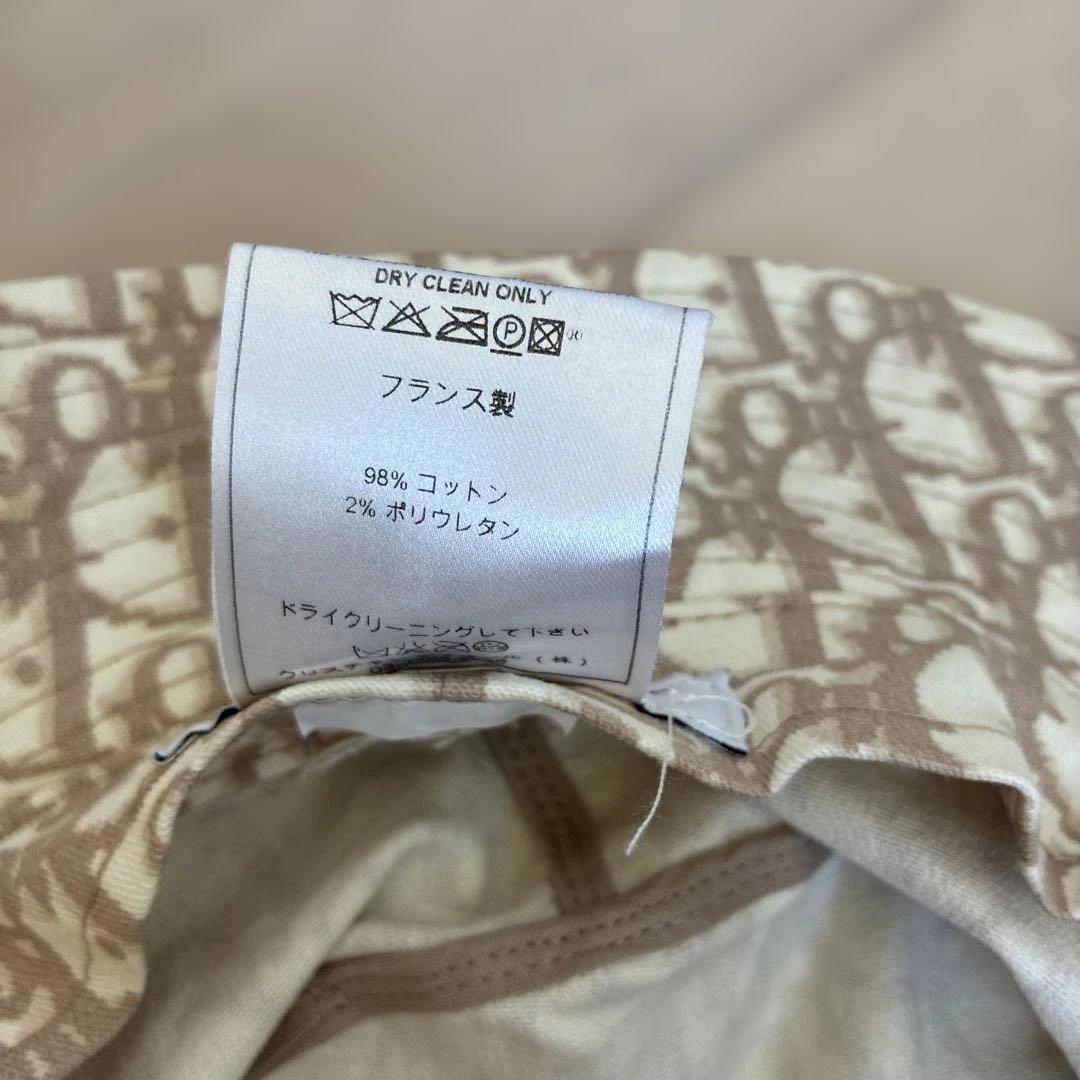 DRY CLEAN ONLY
P
フランス製
98% コットン
2% ポリウレタン
ドライクリーニングして下さい
(株)